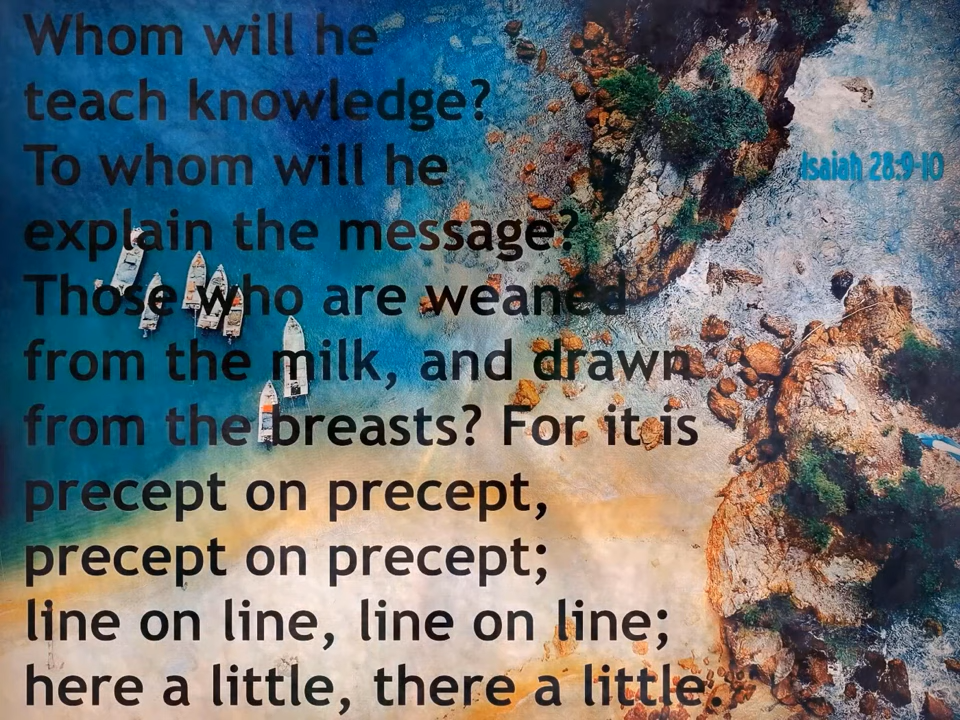 Whom will he
teach knowledge?
To whom will he
explain the message?
Those who are weaned
from the milk, and drawn
from the breasts? For it is
precept on precept,
precept on precept;
line on line, line on line;
here a little, there a little.
Isaiah 28:9-10